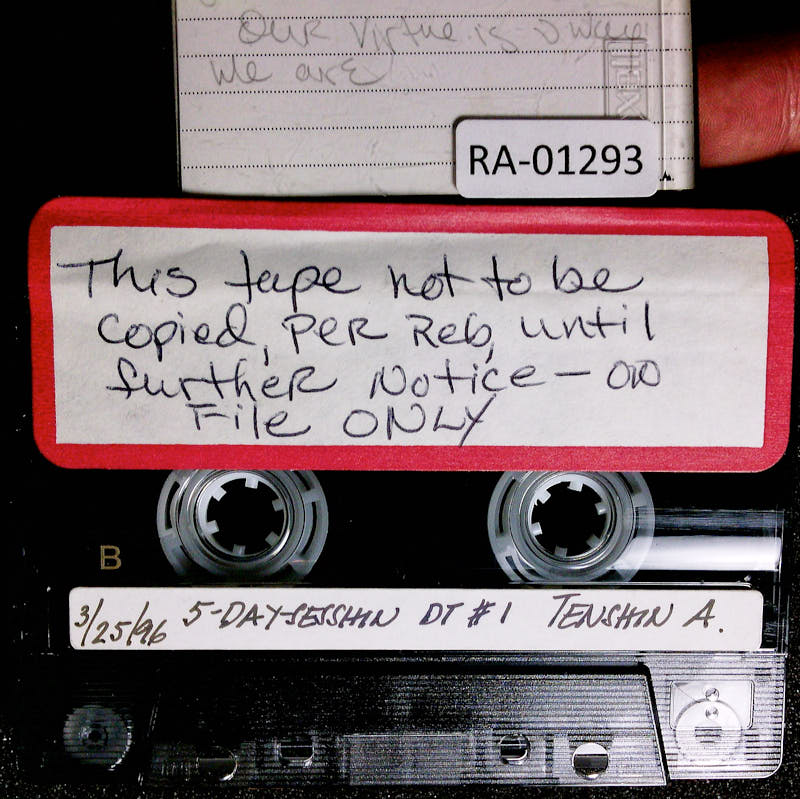 Our Virtue is
We are
RA-01293
This tape not to be
copied, PER Reb, until
further Notice —
File ONLY
B
3/25/96 5-DAY-SESSHIN DT #1 TENSHIN A.